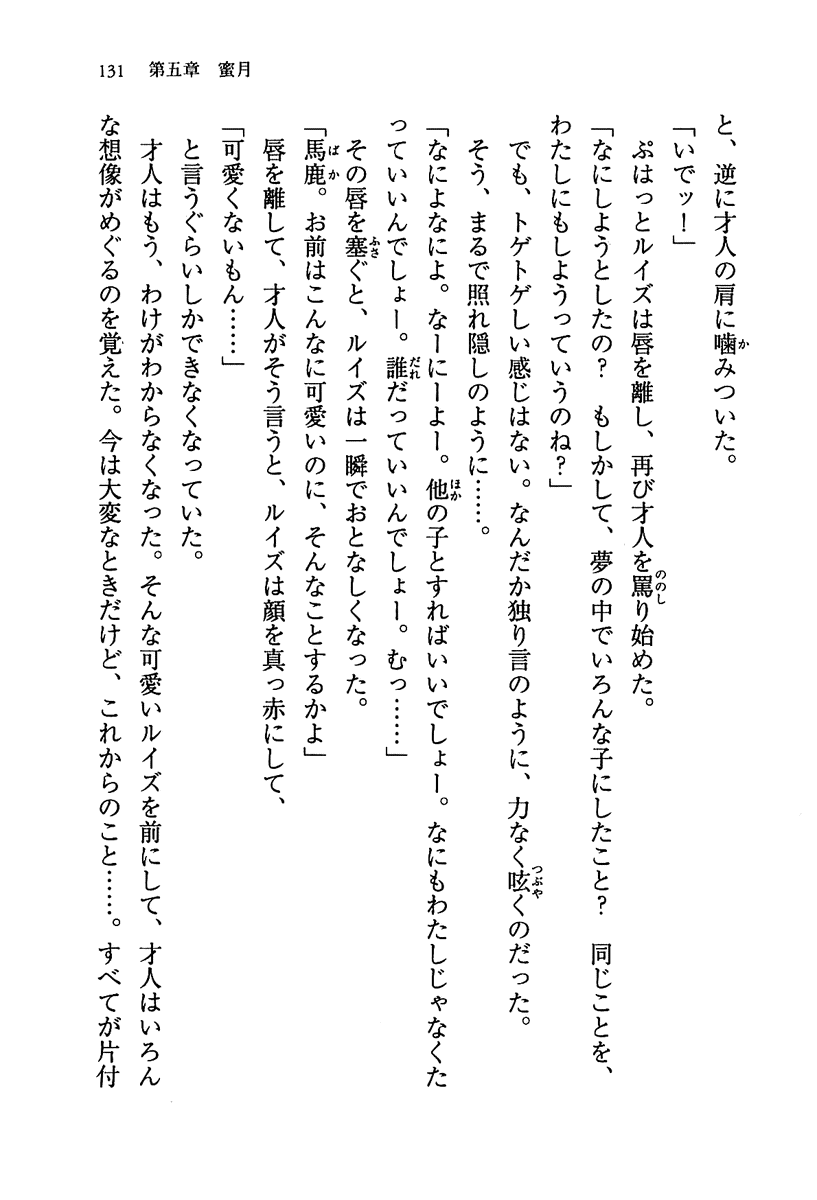 131　第五章　蜜月
と、逆に才人の肩に噛みついた。
「いでッ！」
　ぷはっとルイズは唇を離し、再び才人を罵り始めた。
「なにしようとしたの？　もしかして、夢の中でいろんな子にしたこと？　同じことを、
わたしにもしようっていうのね？」
　でも、トゲトゲしい感じはない。なんだか独り言のように、力なく呟くのだった。
　そう、まるで照れ隠しのように……。
「なによなによ。なーにーよー。他の子とすればいいでしょー。なにもわたしじゃなくた
っていいんでしょー。誰だっていいんでしょー。むっ……」
　その唇を塞ぐと、ルイズは一瞬でおとなしくなった。
「馬鹿。お前はこんなに可愛いのに、そんなことするかよ」
　唇を離して、才人がそう言うと、ルイズは顔を真っ赤にして、
「可愛くないもん……」
　と言うぐらいしかできなくなっていた。
　才人はもう、わけがわからなくなった。そんな可愛いルイズを前にして、才人はいろん
な想像がめぐるのを覚えた。今は大変なときだけど、これからのこと……。すべてが片付